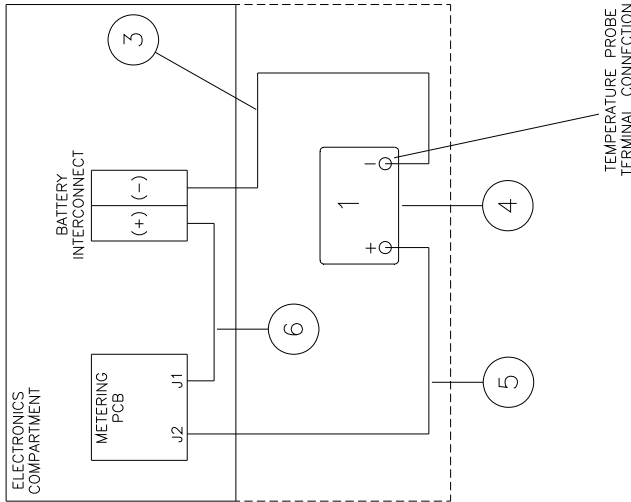 ELECTRONICS
COMPARTMENT
METERING
PCB
J2
J1
BATTERY
INTERCONNECT
(+)
(-)
3
6
1
+
-
4
5
TEMPERATURE PROBE
TERMINAL CONNECTION